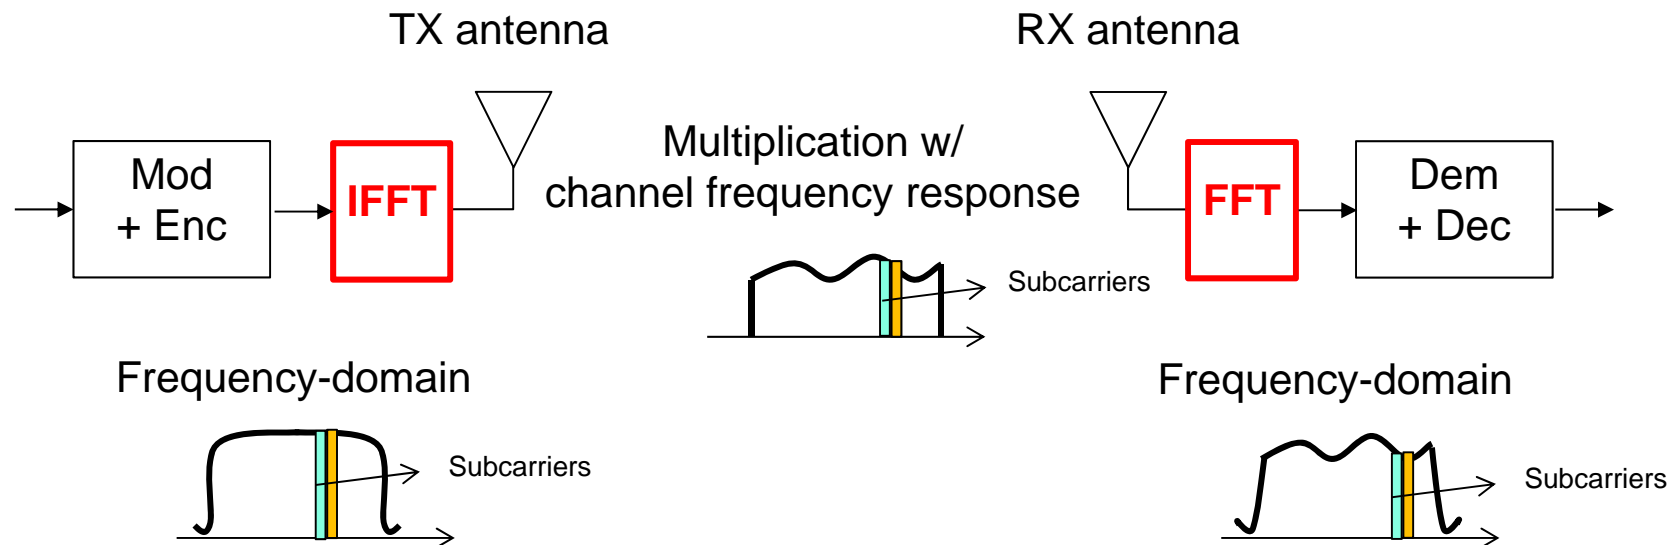 TX antenna
RX antenna
Mod
+ Enc
IFFT
Multiplication w/
channel frequency response
FFT
Dem
+ Dec
Subcarriers
Frequency-domain
Frequency-domain
Subcarriers
Subcarriers